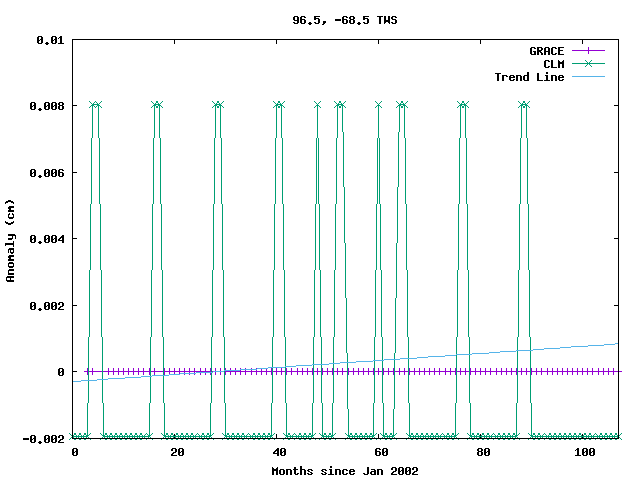 96.5, -68.5 TWS
0.01
GRACE
CLM
Trend Line
0.008
0.006
0.004
0.002
0
-0.002
Anomaly (cm)
0 20 40 60 80 100
Months since Jan 2002